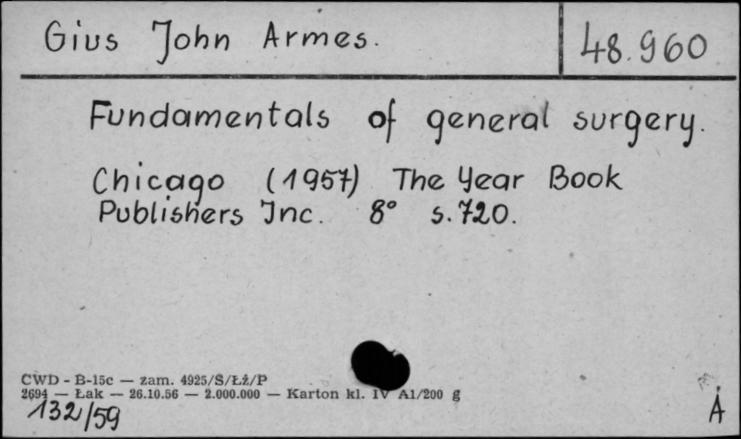 Gius John Armes.
48.960
Fundamentals of general surgery.
Chicago (1957) The Year Book
Publishers Inc. 8° s. 720.
CWD - B-15c — zam. 4925/S/Łż/P
2694 — Łak — 26.10.56 — 2.000.000 — Karton kl. IV A1/200 g
132/59
A